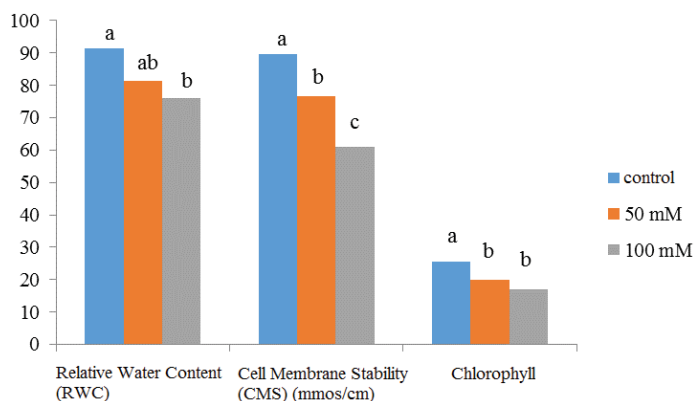 100
90
80
70
60
50
40
30
20
10
0
a
ab
b
a
b
c
a
b
b
control
50 mM
100 mM
Relative Water Content
(RWC)
Cell Membrane Stability
(CMS) (mmos/cm)
Chlorophyll